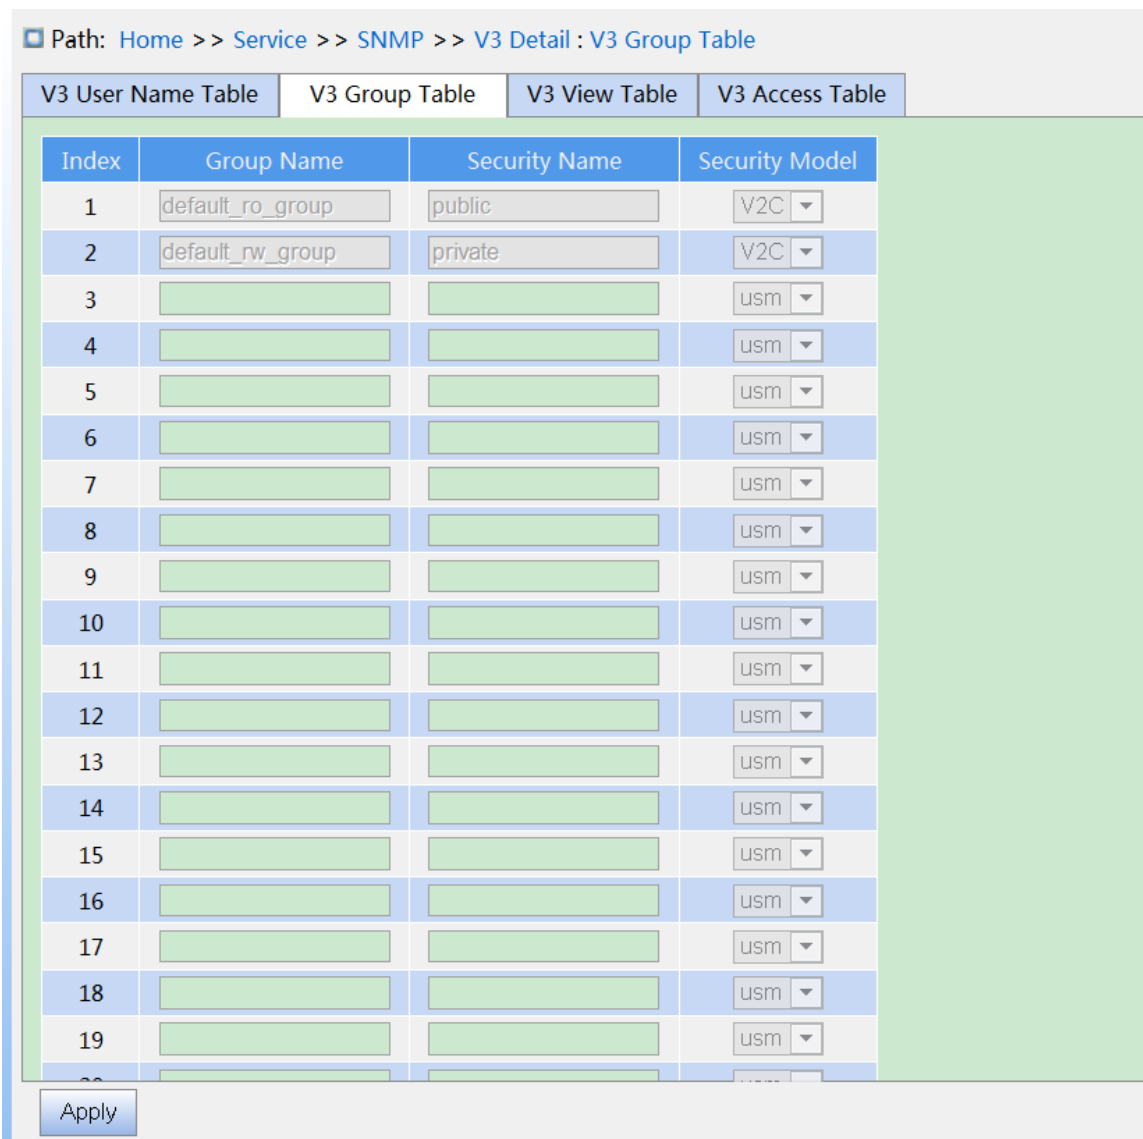 Path: Home >> Service >> SNMP >> V3 Detail : V3 Group Table
V3 User Name Table V3 Group Table V3 View Table V3 Access Table
Index Group Name Security Name Security Model
1 default_ro_group public V2C
2 default_rw_group private V2C
3 usm
4 usm
5 usm
6 usm
7 usm
8 usm
9 usm
10 usm
11 usm
12 usm
13 usm
14 usm
15 usm
16 usm
17 usm
18 usm
19 usm
Apply